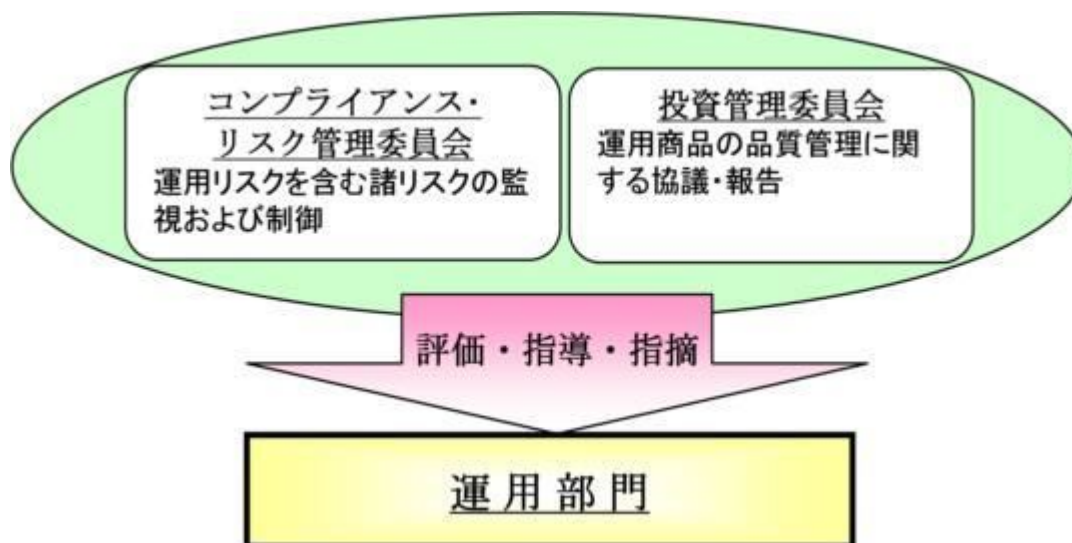 コンプライアンス・
リスク管理委員会
運用リスクを含む諸リスクの監
視および制御
投資管理委員会
運用商品の品質管理に関
する協議・報告
評価・指導・指摘
運用部門